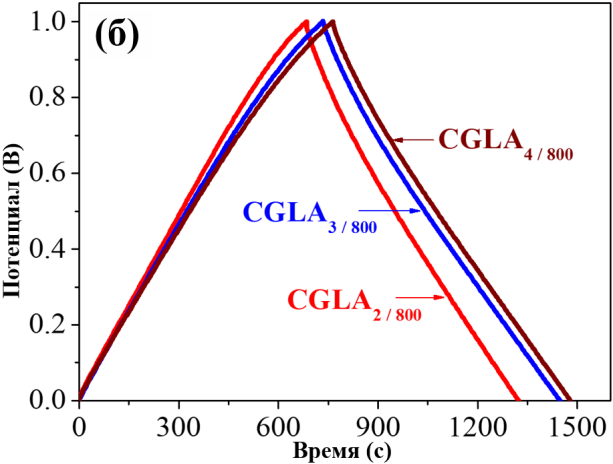 (б)
Потенциал (В)
1.0
0.8
0.6
0.4
0.2
0.0
CGLA4 / 800
CGLA3 / 800
CGLA2 / 800
0 300 600 900 1200 1500
Время (с)